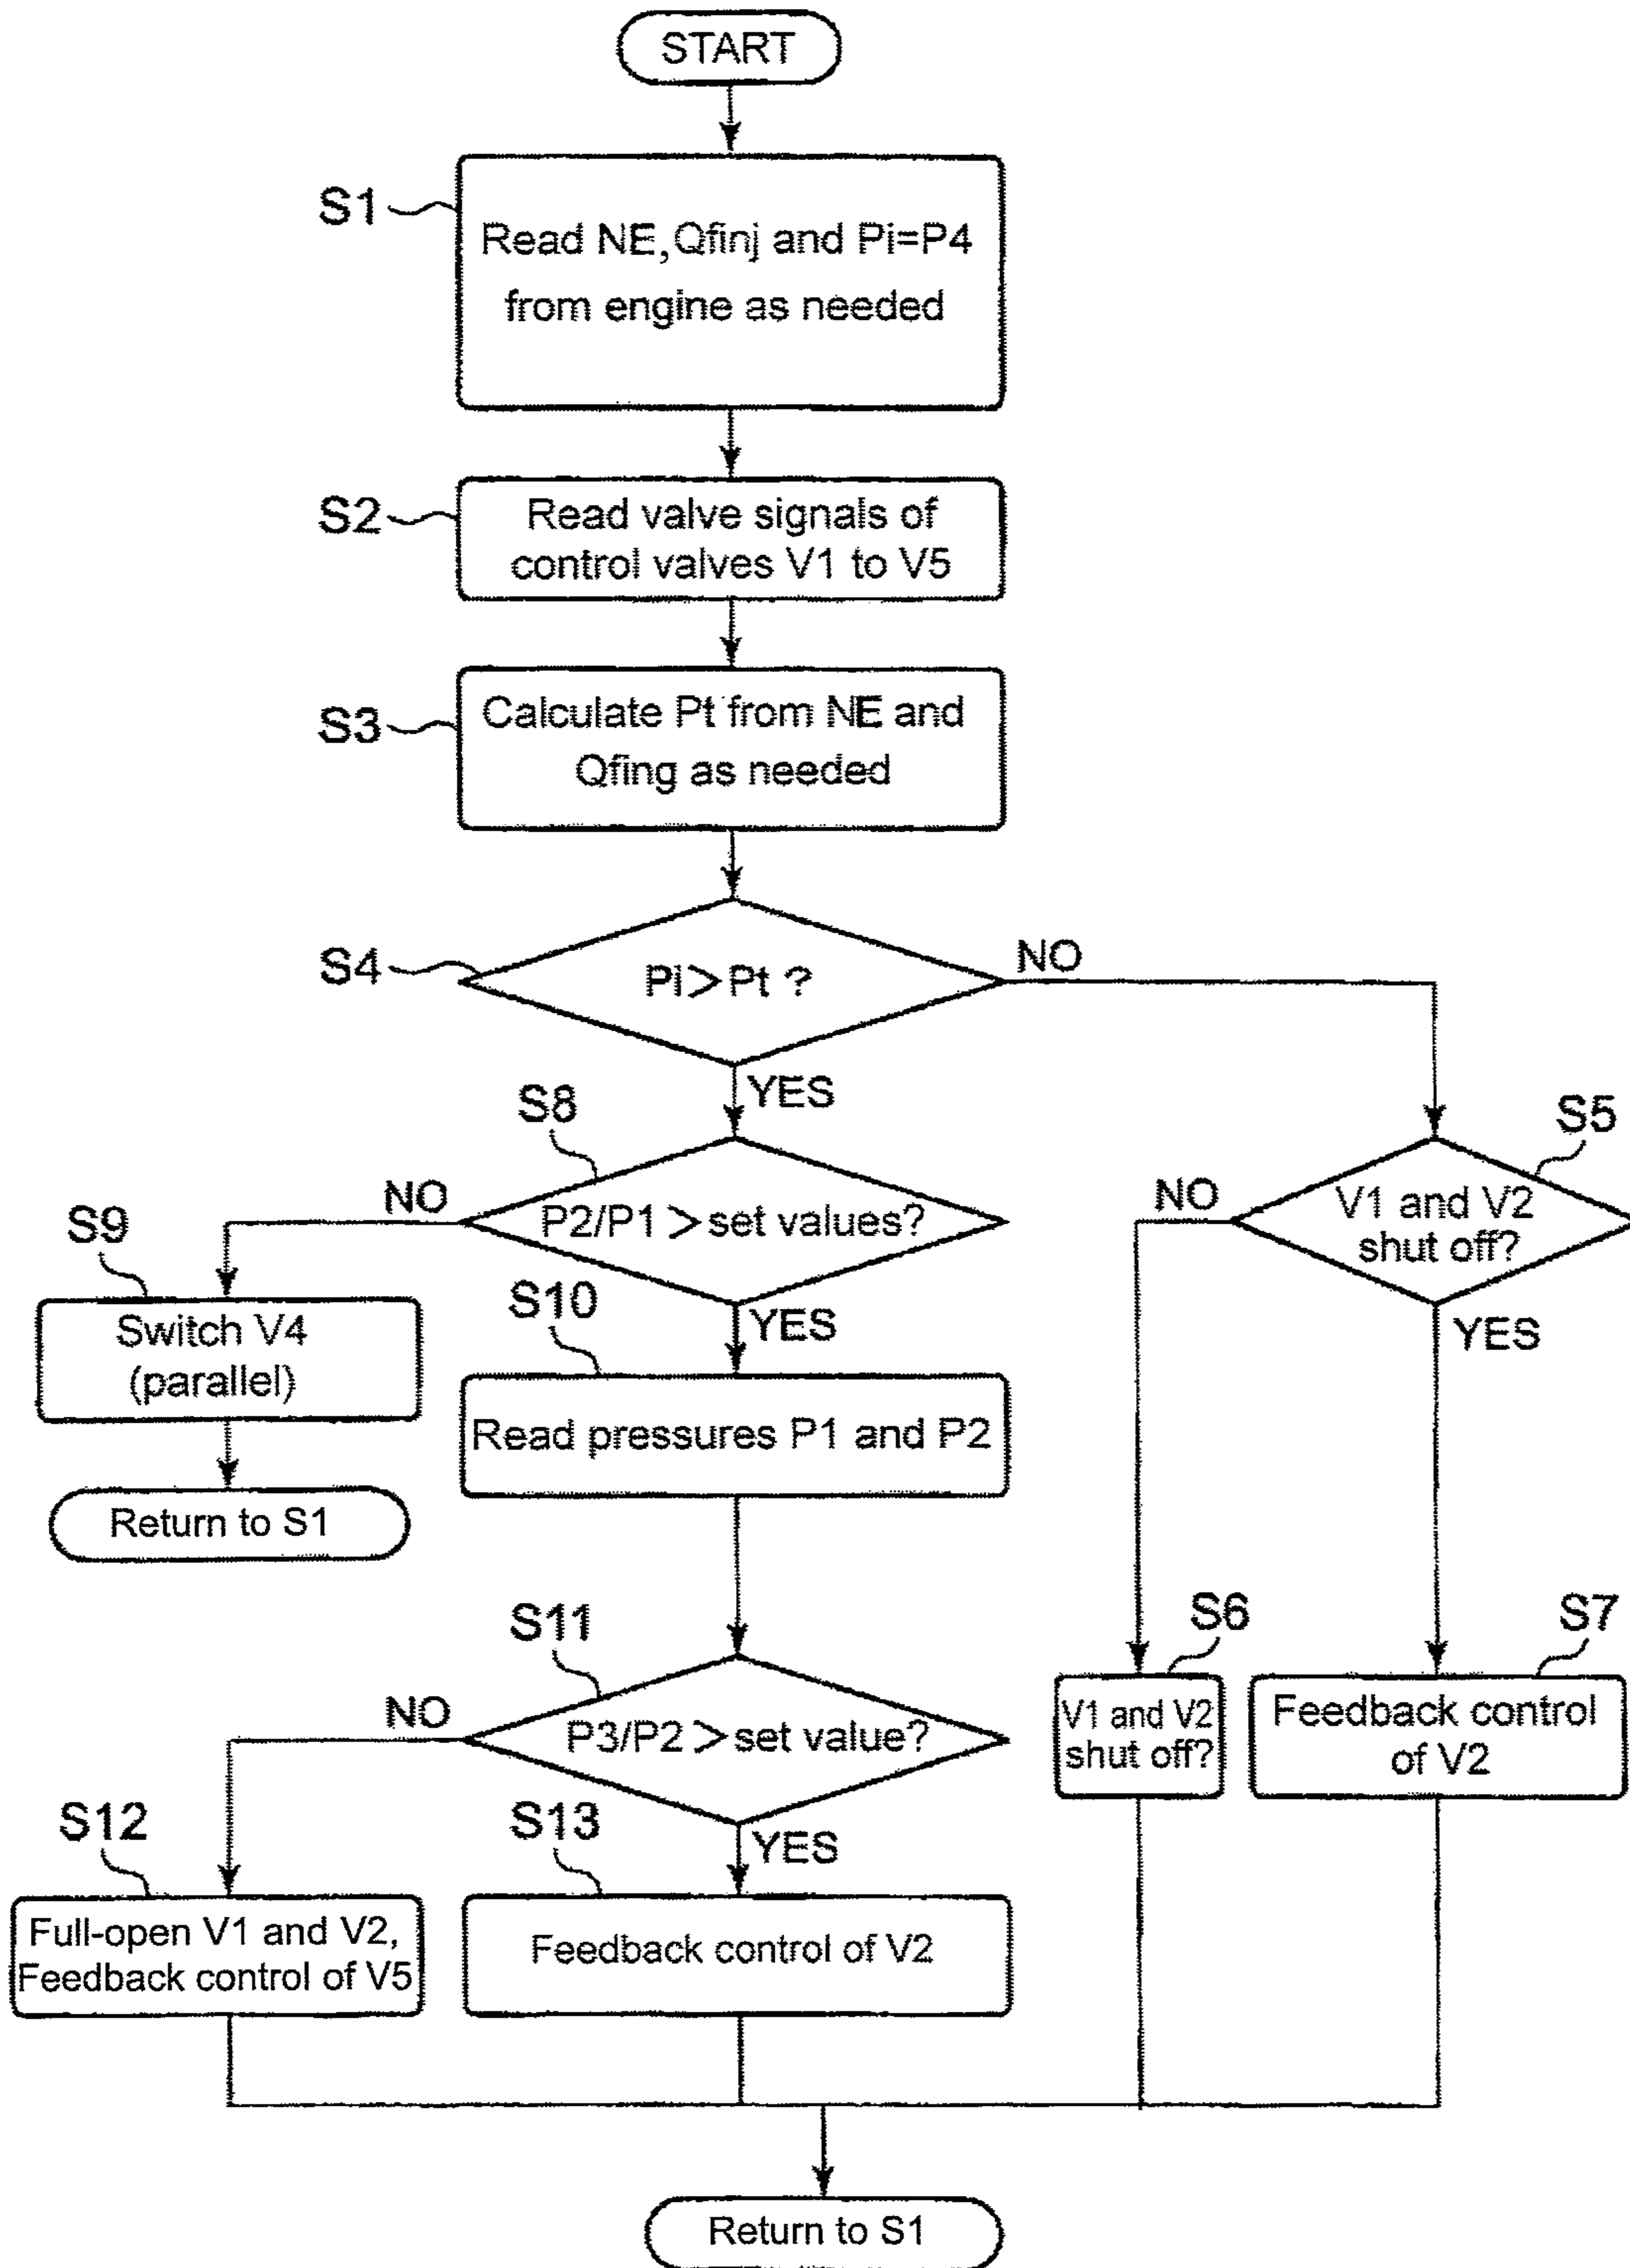 START
S1
Read NE, Qfinj and Pi=P4
from engine as needed
S2
Read valve signals of
control valves V1 to V5
S3
Calculate Pt from NE and
Qfing as needed
S4
Pi>Pt ?
NO
YES
S8
P2/P1 > set values?
NO
S5
V1 and V2
shut off?
NO
S9
Switch V4
(parallel)
Return to S1
YES
YES
S10
Read pressures P1 and P2
S11
P3/P2 > set value?
NO
S6
V1 and V2
shut off?
S7
Feedback control
of V2
S12
Full-open V1 and V2,
Feedback control of V5
YES
S13
Feedback control of V2
Return to S1